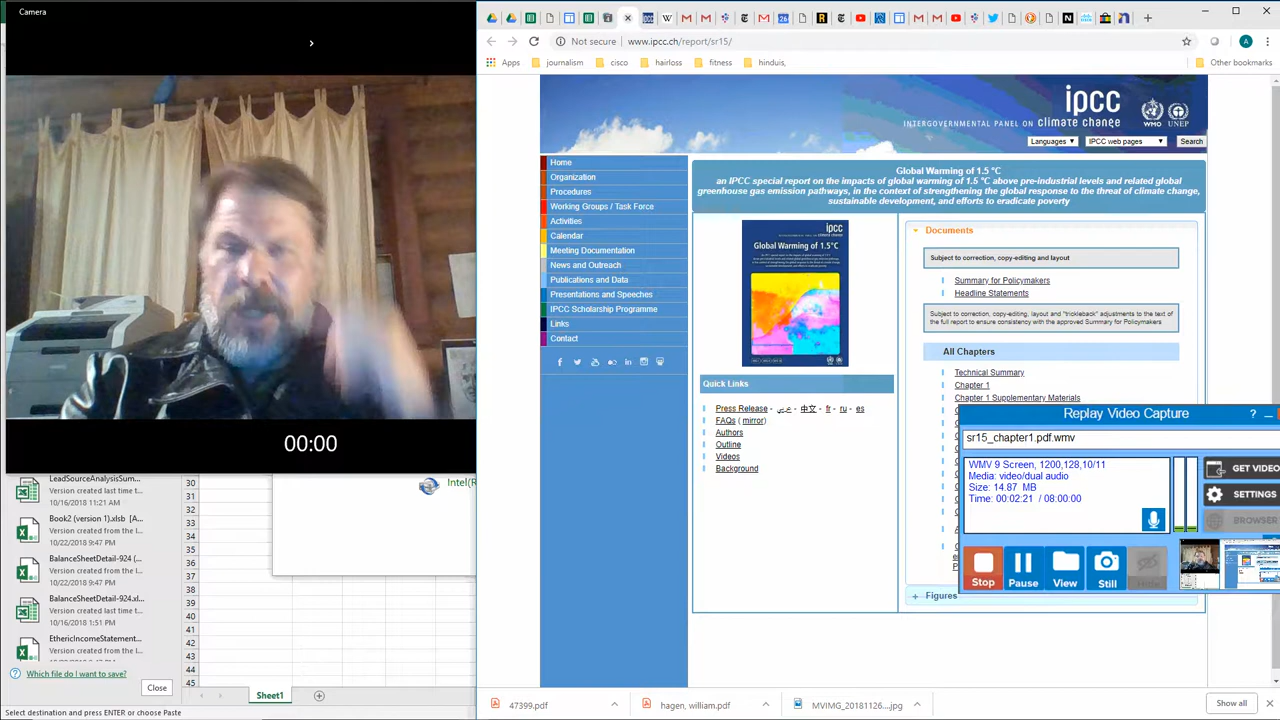 Camera
00:00
LeadSourceAnalysisSum...
Version created last time t...
10/16/2018 11:21 AM
Book2 (version 1).xlsb [A...
Version created from the la...
10/22/2018 9:47 PM
BalanceSheetDetail-924 (...
Version created from the la...
10/22/2018 9:47 PM
BalanceSheetDetail-924.xl...
Version created last time t...
10/16/2018 1:51 PM
EthericIncomeStatement...
Which file do I want to save?
Close
Intel(R
30
31
32
33
34
35
36
37
38
39
40
41
42
43
44
45
Sheet1
Select destination and press ENTER or choose Paste
Not secure
www.ipcc.ch/report/sr15/
A
Apps
journalism
cisco
hairloss
fitness
hinduis,
Other bookmarks
ipcc
INTERGOVERNMENTAL PANEL ON climate change
WMO
UNEP
Languages
IPCC web pages
Search
Home
Organization
Procedures
Working Groups / Task Force
Activities
Calendar
Meeting Documentation
News and Outreach
Publications and Data
Presentations and Speeches
IPCC Scholarship Programme
Links
Contact
Global Warming of 1.5 °C
an IPCC special report on the impacts of global warming of 1.5 °C above pre-industrial levels and related global
greenhouse gas emission pathways, in the context of strengthening the global response to the threat of climate change,
sustainable development, and efforts to eradicate poverty
ipcc
Global Warming of 1.5°C
Quick Links
Press Release - عربي - 中文 - fr - ru - es
FAQs ( mirror)
Authors
Outline
Videos
Background
Documents
Subject to correction, copy-editing and layout
Summary for Policymakers
Headline Statements
Subject to correction, copy-editing, layout and "trickleback" adjustments to the text of
the full report to ensure consistency with the approved Summary for Policymakers
All Chapters
Technical Summary
Chapter 1
Chapter 1 Supplementary Materials
Figures
Replay Video Capture
sr15_chapter1.pdf.wmv
WMV 9 Screen, 1200,128,10/11
Media: video/dual audio
Size: 14.87 MB
Time: 00:02:21 / 08:00:00
GET VIDEO
SETTINGS
BROWSER
Stop
Pause
View
Still
Hide
47399.pdf
hagen, william.pdf
MVIMG_20181126....jpg
Show all